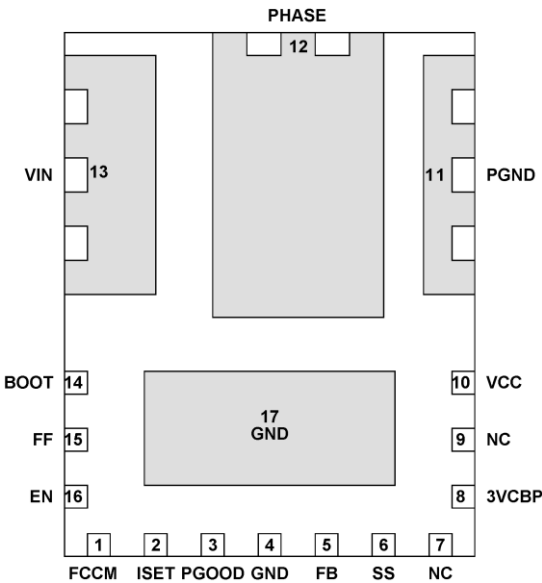 PHASE
12
VIN
13
11
PGND
BOOT
14
10
VCC
17
GND
FF
15
9
NC
EN
16
8
3VCBP
1
2
3
4
5
6
7
FCCM
ISET
PGOOD
GND
FB
SS
NC